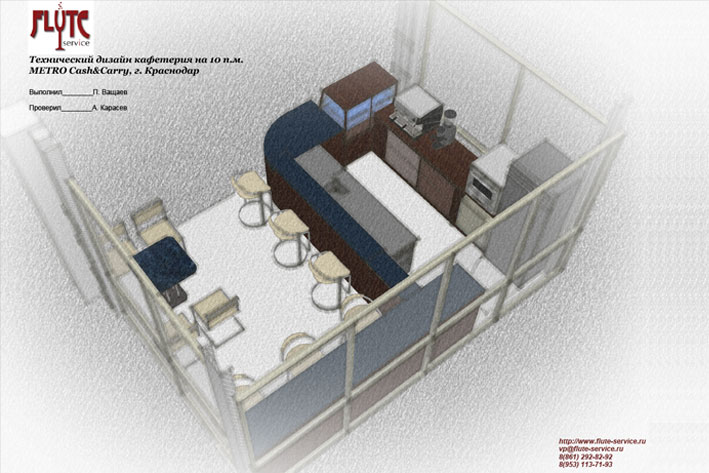 FLUTE
service
Технический дизайн кафетерия на 10 п.м.
METRO Cash&Carry, г. Краснодар
Выполнил________П. Ващаев
Проверил________А. Карасев
http://www.flute-service.ru
vp@flute-service.ru
8(861) 292-82-92
8(953) 113-71-93